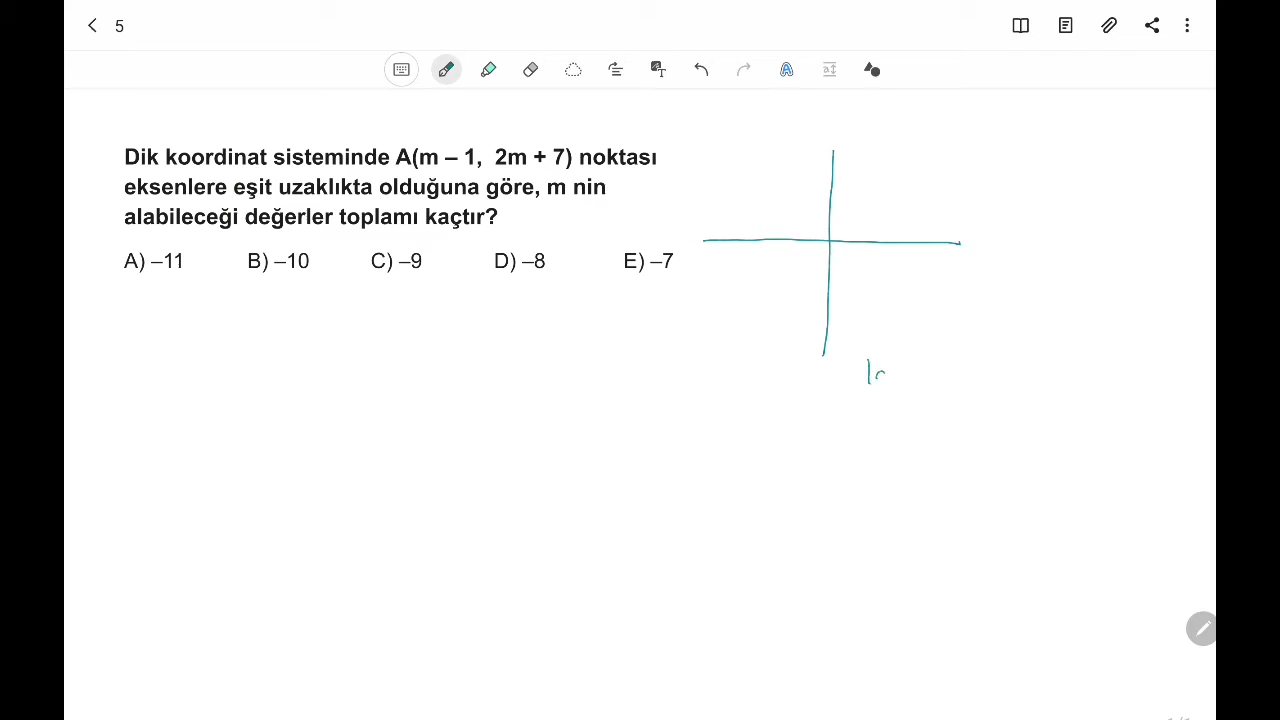 5
Dik koordinat sisteminde A(m – 1, 2m + 7) noktası
eksenlere eşit uzaklıkta olduğuna göre, m nin
alabileceği değerler toplamı kaçtır?
A) –11 B) –10 C) –9 D) –8 E) –7